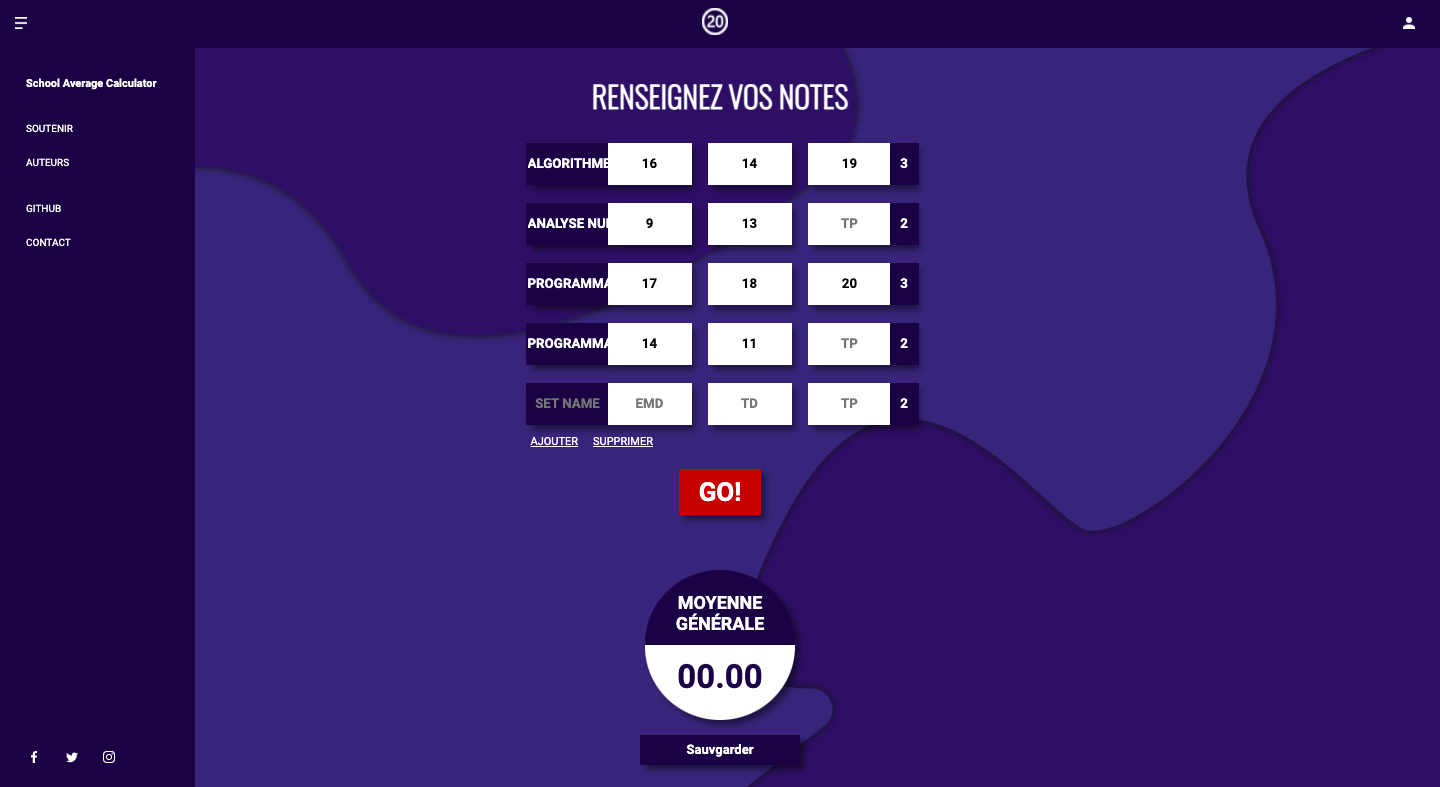 20
School Average Calculator
SOUTENIR
AUTEURS
GITHUB
CONTACT
RENSEIGNEZ VOS NOTES
ALGORITHME 16 14 19 3
ANALYSE NU 9 13 TP 2
PROGRAMMA 17 18 20 3
PROGRAMMA 14 11 TP 2
SET NAME EMD TD TP 2
AJOUTER SUPPRIMER
GO!
MOYENNE
GÉNÉRALE
00.00
Sauvgarder